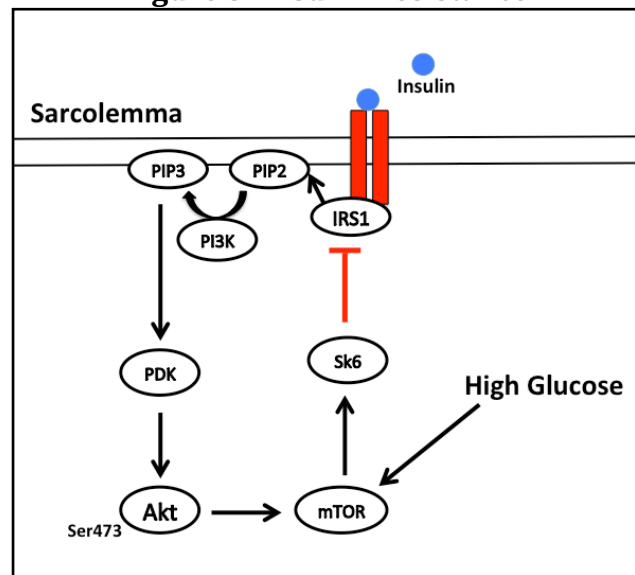 Insulin
Sarcolemma
PIP3
PIP2
IRS1
PI3K
Sk6
PDK
High Glucose
Akt
mTOR
Ser473